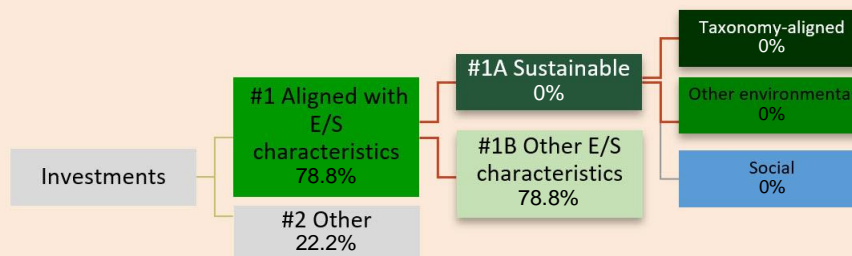 Investments
#1 Aligned with
E/S
characteristics
78.8%
#2 Other
22.2%
#1A Sustainable
0%
#1B Other E/S
characteristics
78.8%
Taxonomy-aligned
0%
Other environmenta
0%
Social
0%